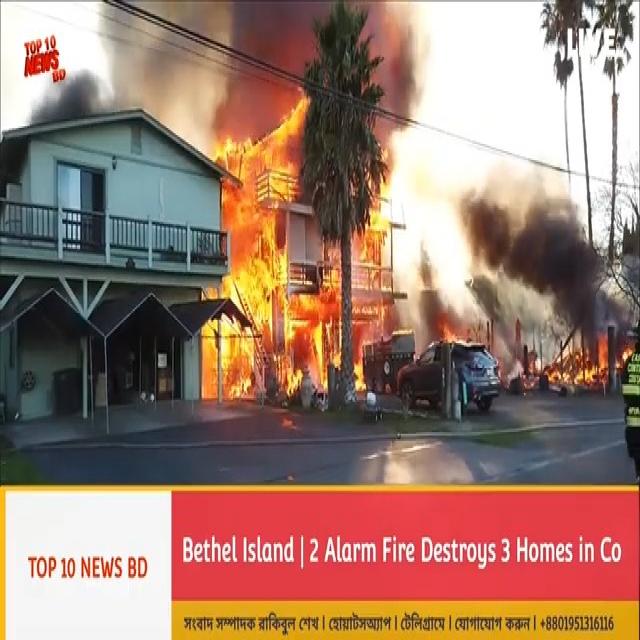 TOP 10
NEWS
BD
LIVE
TOP 10 NEWS BD
Bethel Island | 2 Alarm Fire Destroys 3 Homes in Co
সংবাদ সম্পাদক রাকিবুল শেখ | হোয়াটসঅ্যাপ | টেলিগ্রামে | যোগাযোগ করুন | +8801951316116